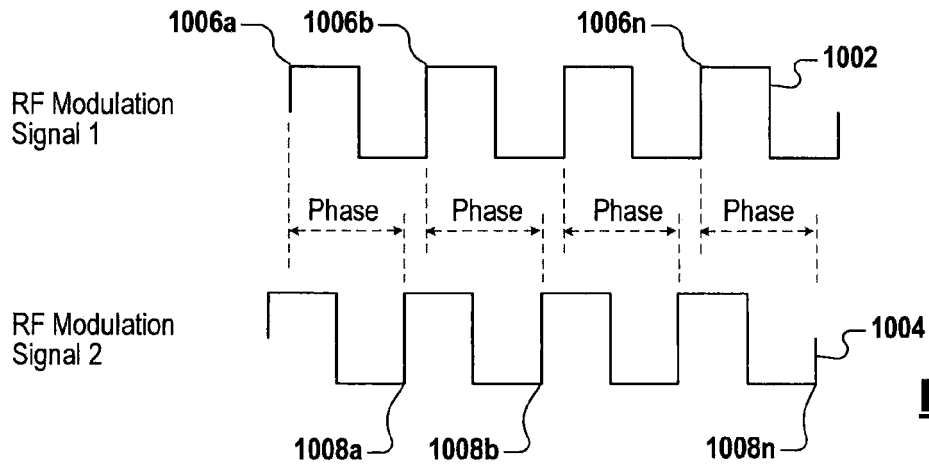 1006a 1006b 1006n 1002
RF Modulation
Signal 1
Phase Phase Phase Phase
RF Modulation
Signal 2
1004
1008a 1008b 1008n